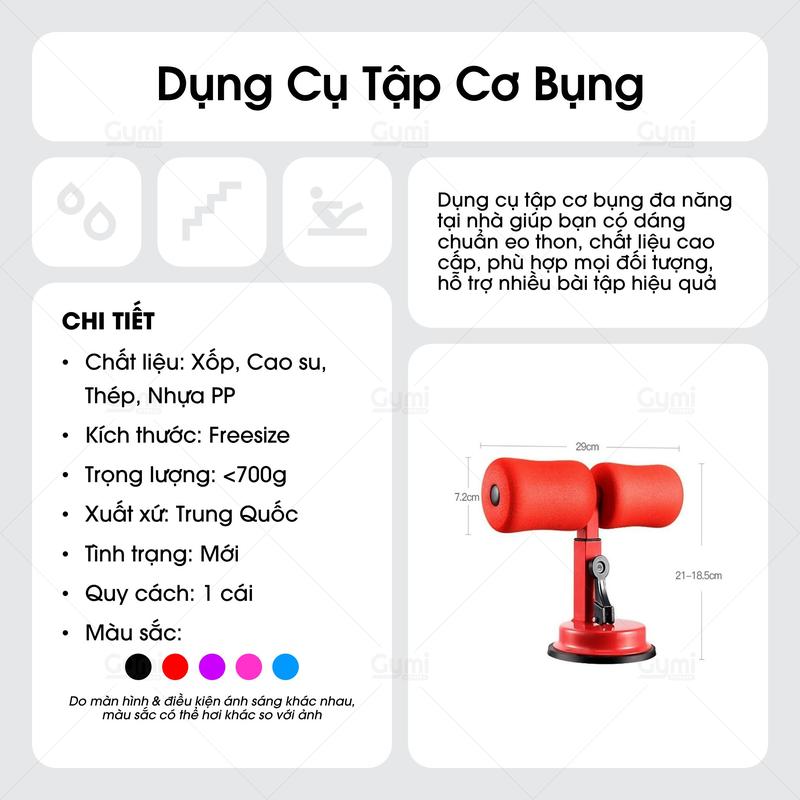 Dụng Cụ Tập Cơ Bụng
Dụng cụ tập cơ bụng đa năng
tại nhà giúp bạn có dáng
chuẩn eo thon, chất liệu cao
cấp, phù hợp mọi đối tượng,
hỗ trợ nhiều bài tập hiệu quả
CHI TIẾT
• Chất liệu: Xốp, Cao su,
Thép, Nhựa PP
• Kích thước: Freesize
• Trọng lượng: <700g
• Xuất xứ: Trung Quốc
• Tình trạng: Mới
• Quy cách: 1 cái
• Màu sắc:
Do màn hình & điều kiện ánh sáng khác nhau,
màu sắc có thể hơi khác so với ảnh
29cm
7.2cm
21-18.5cm
Gymi